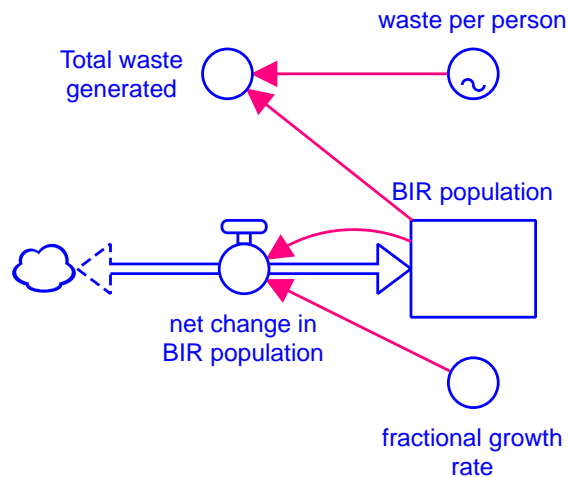 waste per person
Total waste
generated
BIR population
net change in
BIR population
fractional growth
rate